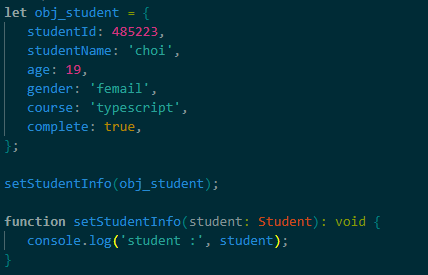 let obj_student = {
studentId: 485223,
studentName: 'choi',
age: 19,
gender: 'femail',
course: 'typescript',
complete: true,
};
setStudentInfo(obj_student);
function setStudentInfo(student: Student): void {
console.log('student :', student);
}